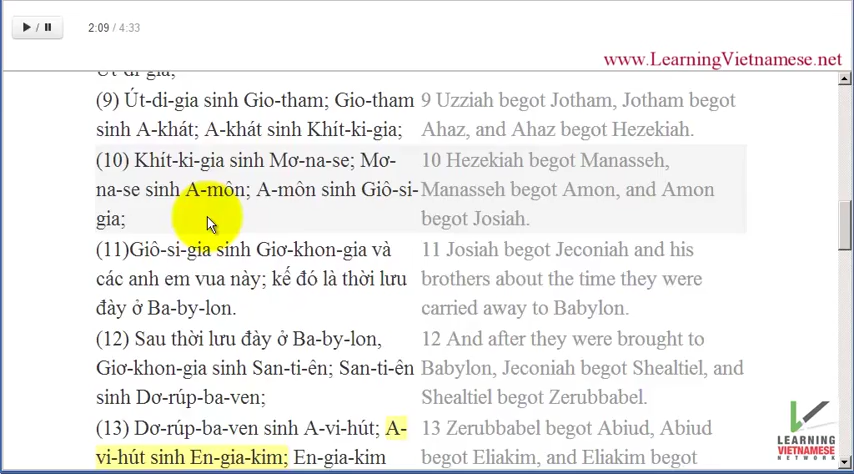 2:09 / 4:33
www.LearningVietnamese.net
Út-di-gia;
(9) Út-di-gia sinh Gio-tham; Gio-tham
sinh A-khát; A-khát sinh Khít-ki-gia;
9 Uzziah begot Jotham, Jotham begot
Ahaz, and Ahaz begot Hezekiah.
(10) Khít-ki-gia sinh Mơ-na-se; Mơ-
na-se sinh A-môn; A-môn sinh Giô-si-
gia;
10 Hezekiah begot Manasseh,
Manasseh begot Amon, and Amon
begot Josiah.
(11)Giô-si-gia sinh Giơ-khon-gia và
các anh em vua này; kế đó là thời lưu
đày ở Ba-by-lon.
11 Josiah begot Jeconiah and his
brothers about the time they were
carried away to Babylon.
(12) Sau thời lưu đày ở Ba-by-lon,
Giơ-khon-gia sinh San-ti-ên; San-ti-ên
sinh Dơ-rúp-ba-ven;
12 And after they were brought to
Babylon, Jeconiah begot Shealtiel, and
Shealtiel begot Zerubbabel.
(13) Dơ-rúp-ba-ven sinh A-vi-hút; A-
vi-hút sinh En-gia-kim; En-gia-kim
13 Zerubbabel begot Abiud, Abiud
begot Eliakim, and Eliakim begot
LEARNING
VIETNAMESE
NETWORK